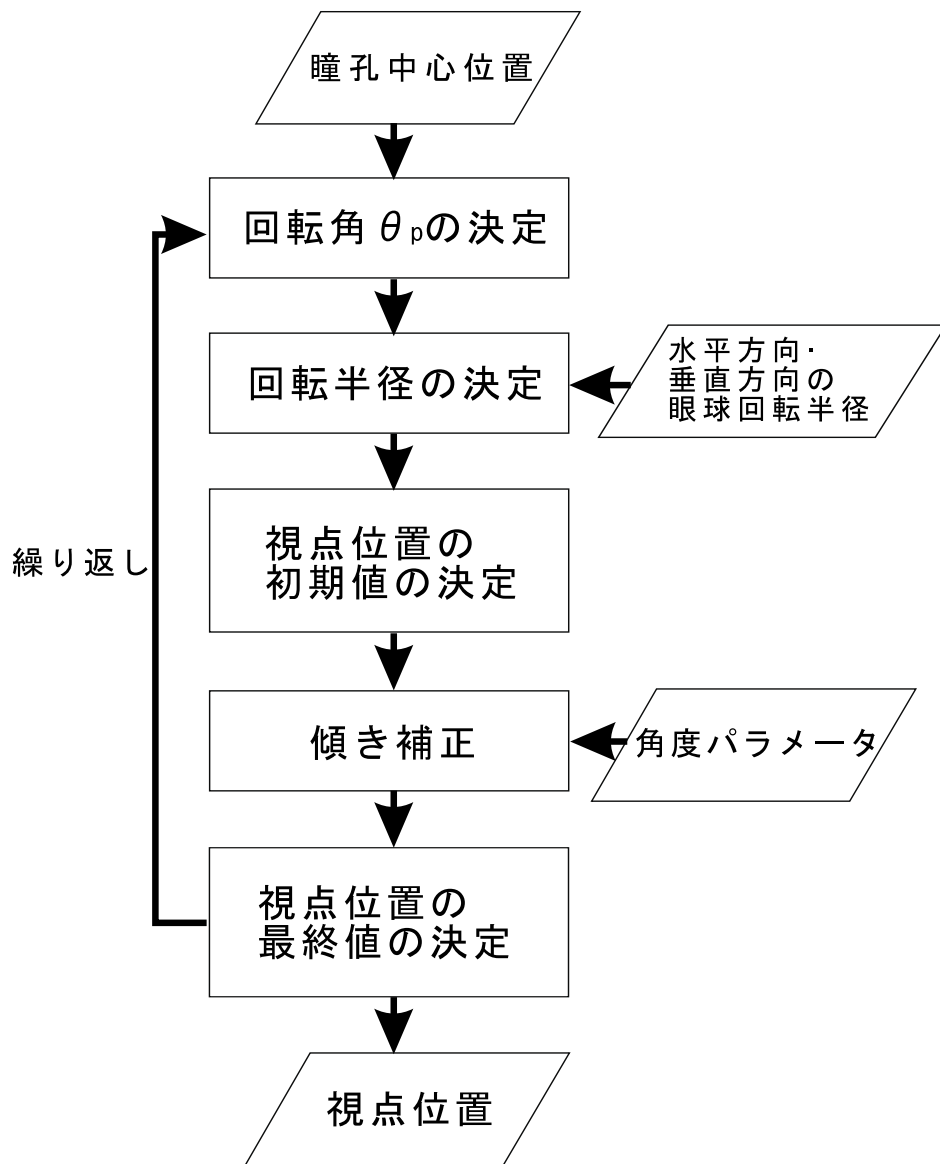 瞳孔中心位置
回転角θpの決定
回転半径の決定
水平方向・
垂直方向の
眼球回転半径
視点位置の
初期値の決定
繰り返し
傾き補正
角度パラメータ
視点位置の
最終値の決定
視点位置